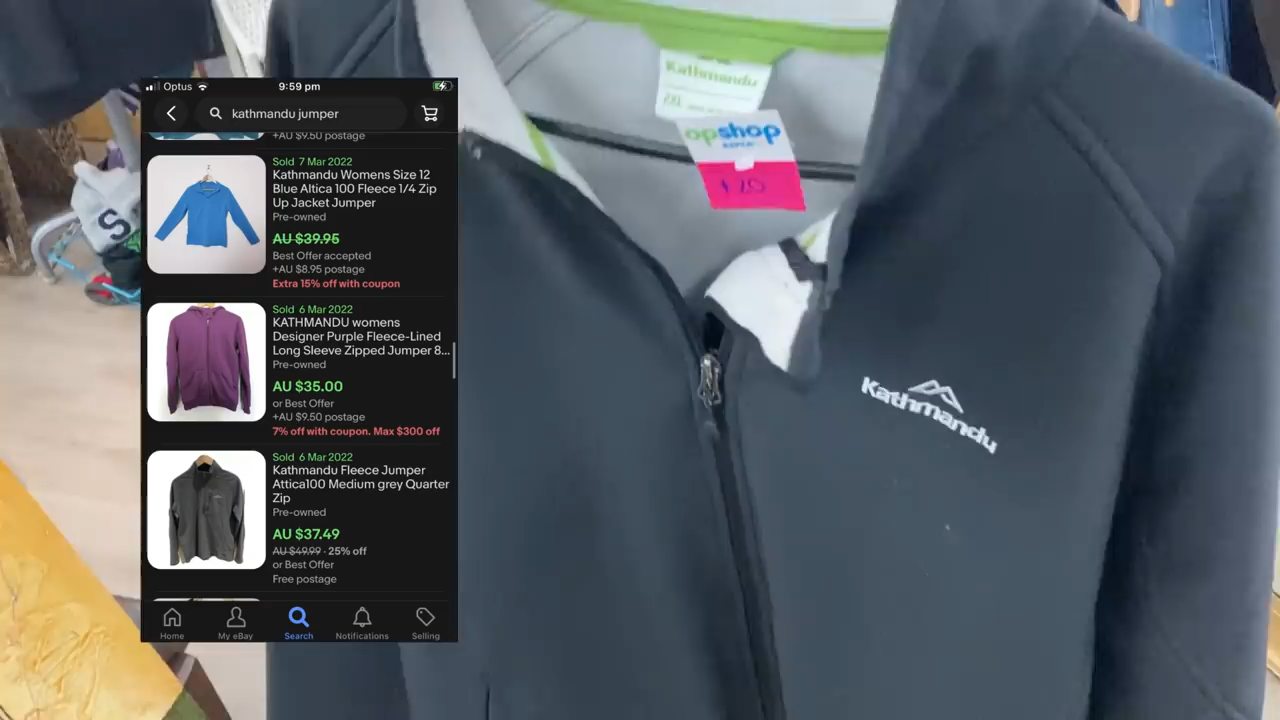 Optus
9:59 pm
kathmandu jumper
+AU $9.50 postage
Sold 7 Mar 2022
Kathmandu Womens Size 12
Blue Altica 100 Fleece 1/4 Zip
Up Jacket Jumper
Pre-owned
AU $39.95
Best Offer accepted
+AU $8.95 postage
Extra 15% off with coupon
Sold 6 Mar 2022
KATHMANDU womens
Designer Purple Fleece-Lined
Long Sleeve Zipped Jumper 8...
Pre-owned
AU $35.00
or Best Offer
+AU $9.50 postage
7% off with coupon. Max $300 off
Sold 6 Mar 2022
Kathmandu Fleece Jumper
Attica100 Medium grey Quarter
Zip
Pre-owned
AU $37.49
AU $49.99 · 25% off
or Best Offer
Free postage
Home
My eBay
Search
Notifications
Selling
Kathmandu
2XL
opshop
$20
Kathmandu
S